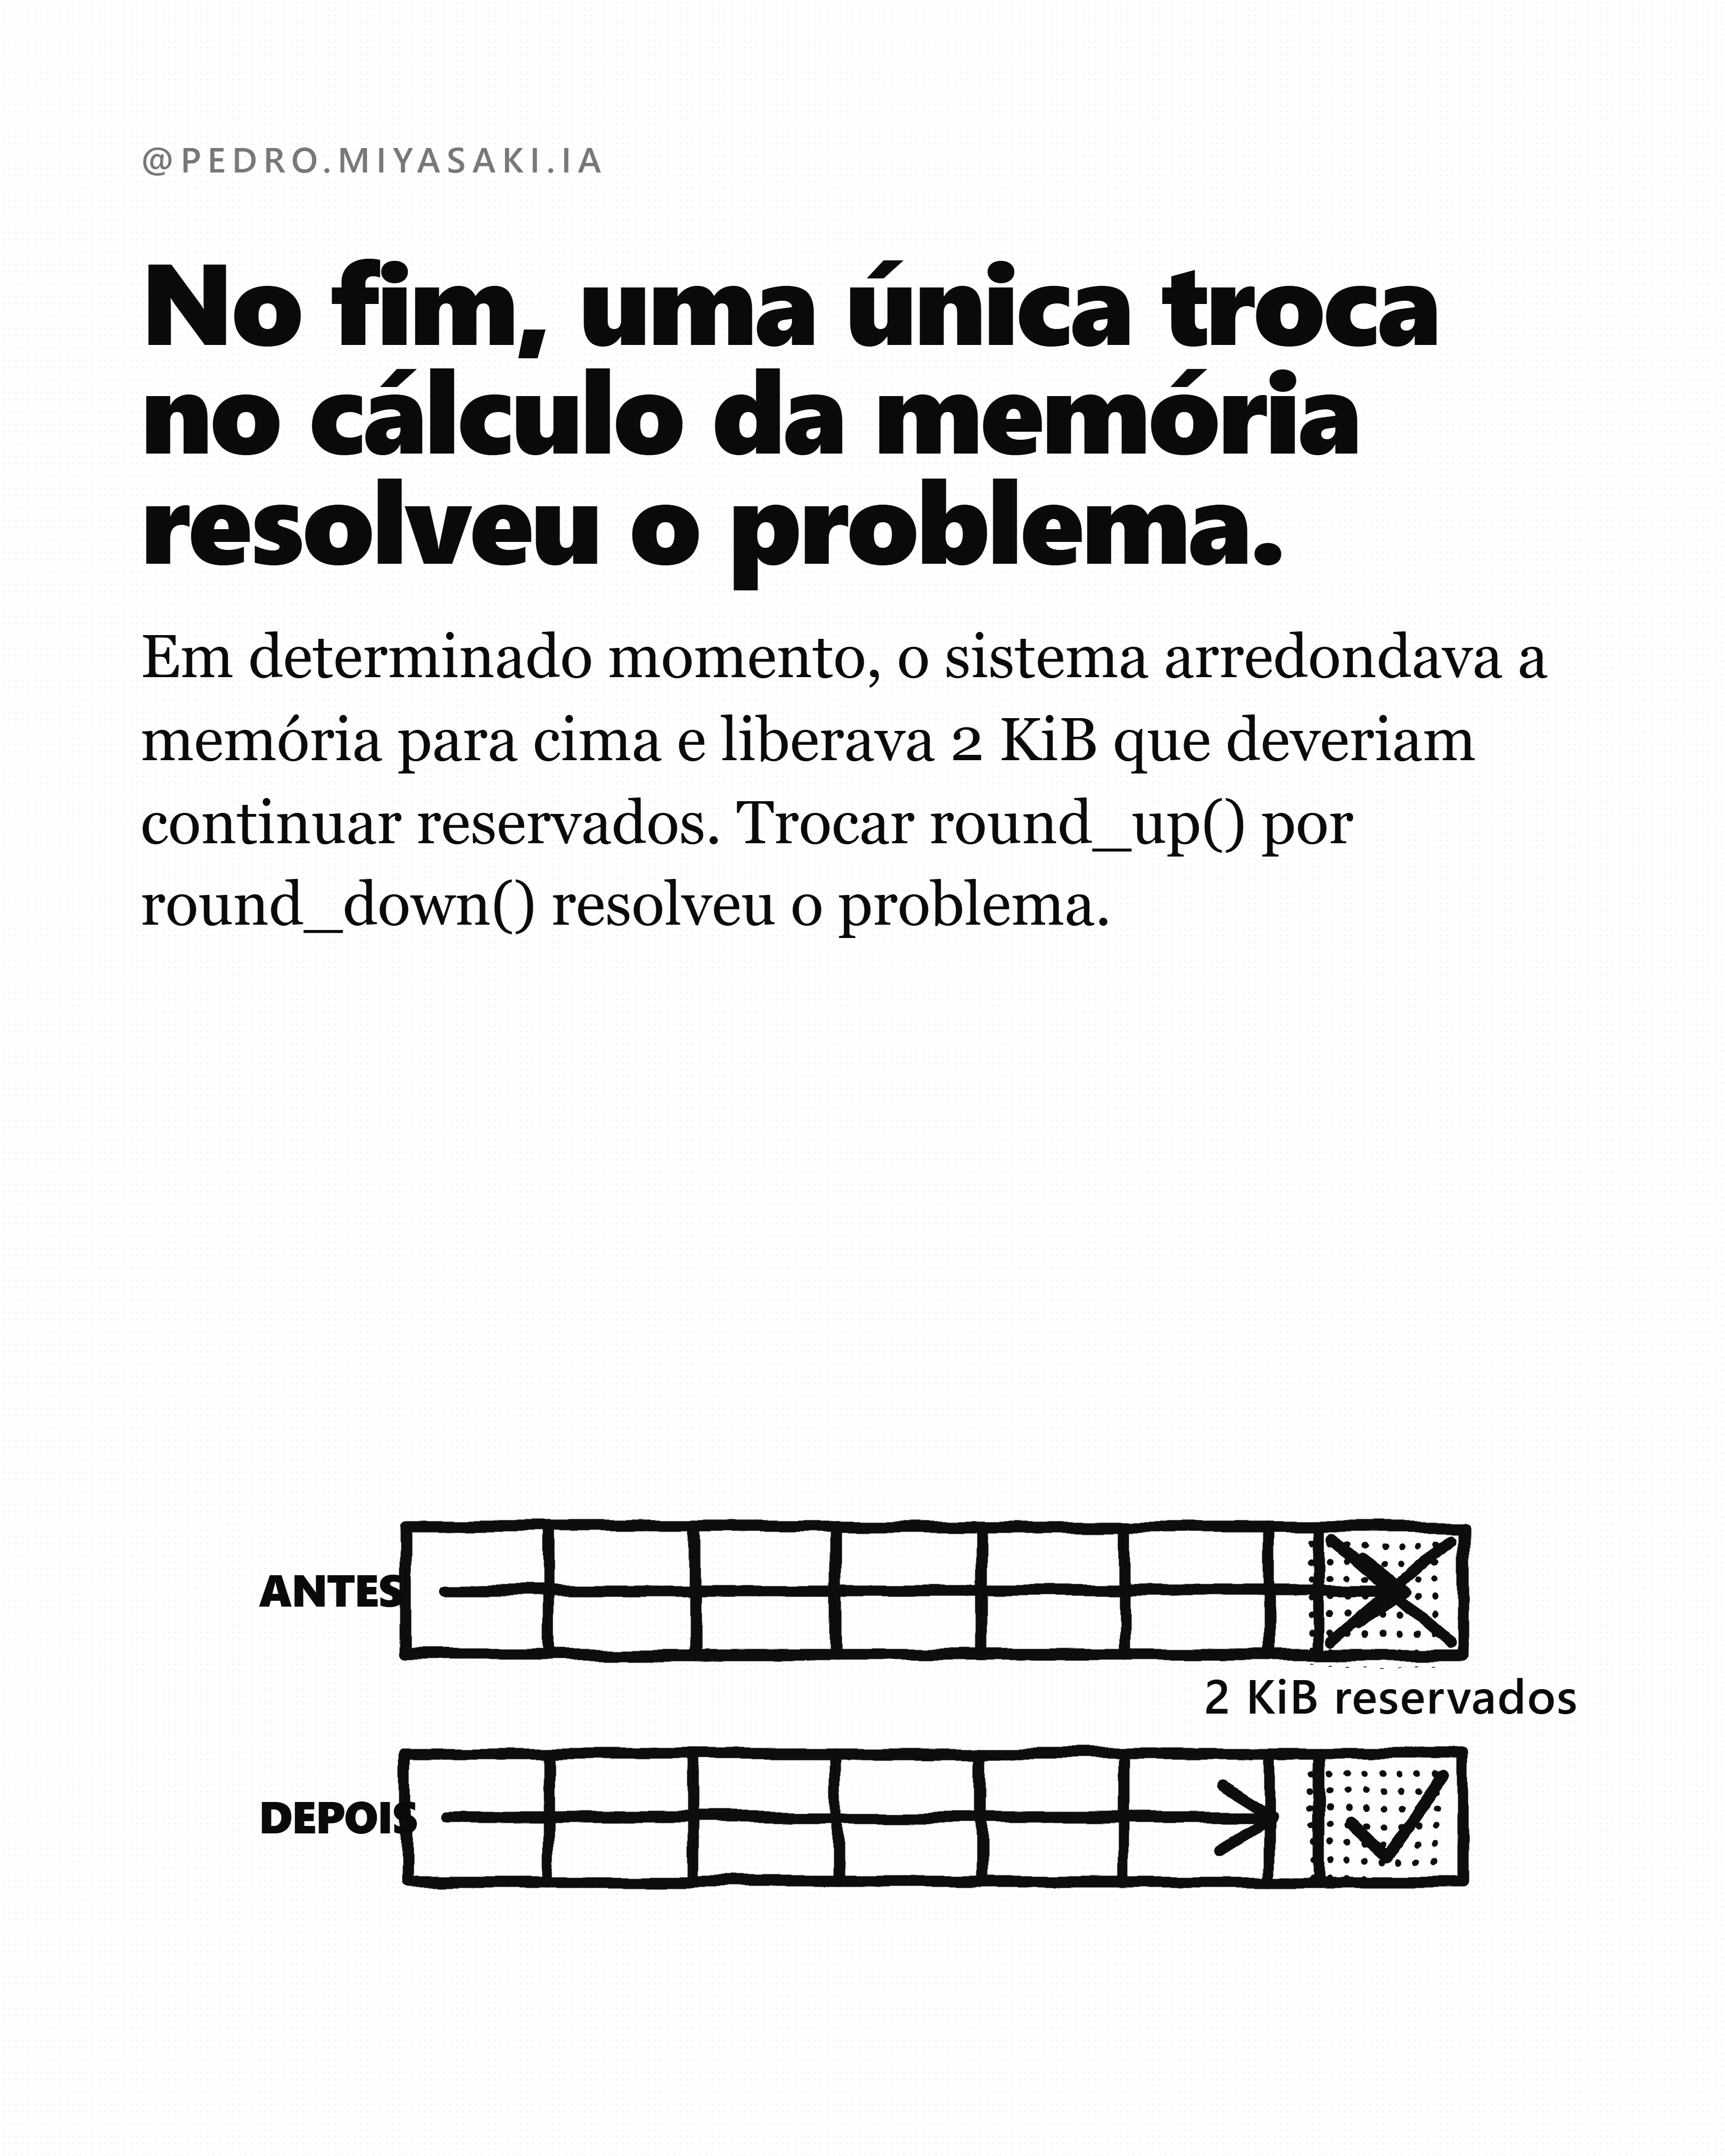 @PEDRO.MIYASAKI.IA
No fim, uma única troca
no cálculo da memória
resolveu o problema.
Em determinado momento, o sistema arredondava a
memória para cima e liberava 2 KiB que deveriam
continuar reservados. Trocar round_up() por
round_down() resolveu o problema.
ANTES
2 KiB reservados
DEPOIS